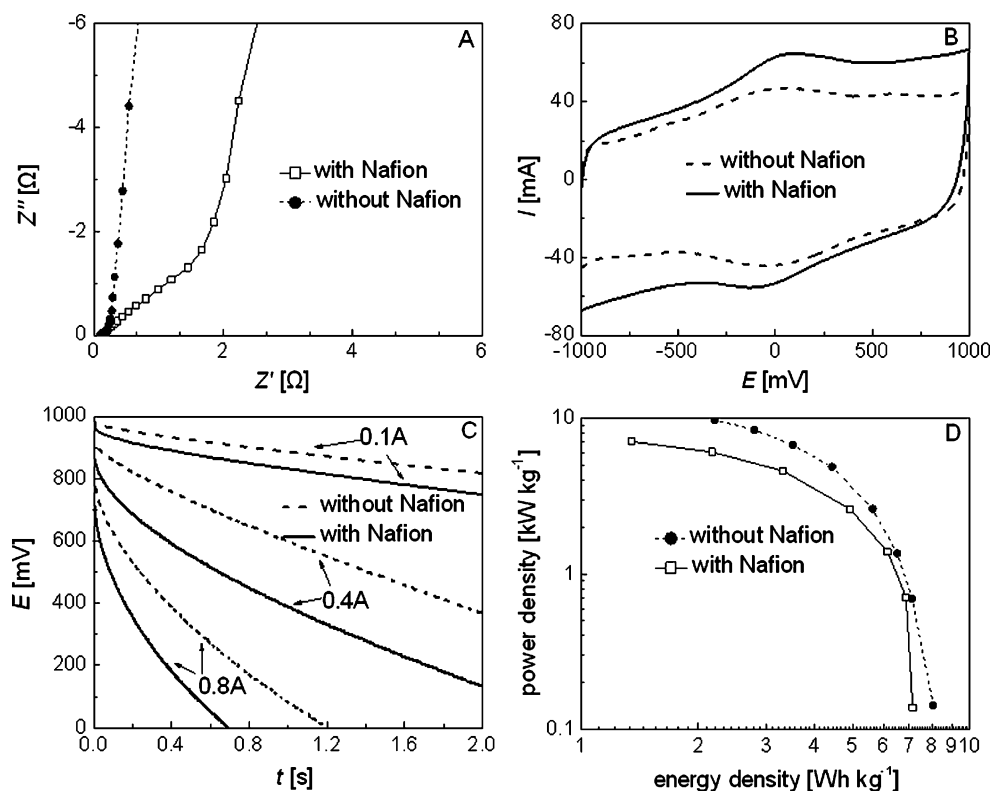 A
-6
-4
-2
0
Z'' [Ω]
with Nafion
without Nafion
0 2 4 6
Z' [Ω]
B
80
40
0
-40
-80
I [mA]
without Nafion
with Nafion
-1000 -500 0 500 1000
E [mV]
C
1000
800
600
400
200
0
E [mV]
0.1A
without Nafion
with Nafion
0.4A
0.8A
0.0 0.4 0.8 1.2 1.6 2.0
t [s]
D
10
1
0.1
power density [kW kg⁻¹]
without Nafion
with Nafion
1 2 3 4 5 6 7 8 9 10
energy density [Wh kg⁻¹]